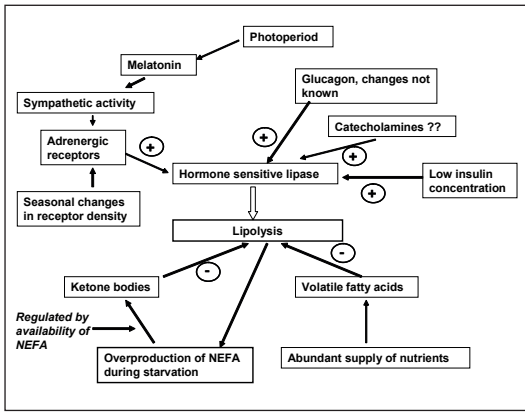 Photoperiod
Melatonin
Glucagon, changes not
known
Sympathetic activity
Catecholamines ??
+
+
Adrenergic
receptors
+
Hormone sensitive lipase
Low insulin
concentration
+
Seasonal changes
in receptor density
Lipolysis
-
-
Ketone bodies
Volatile fatty acids
Regulated by
availability of
NEFA
Overproduction of NEFA
during starvation
Abundant supply of nutrients